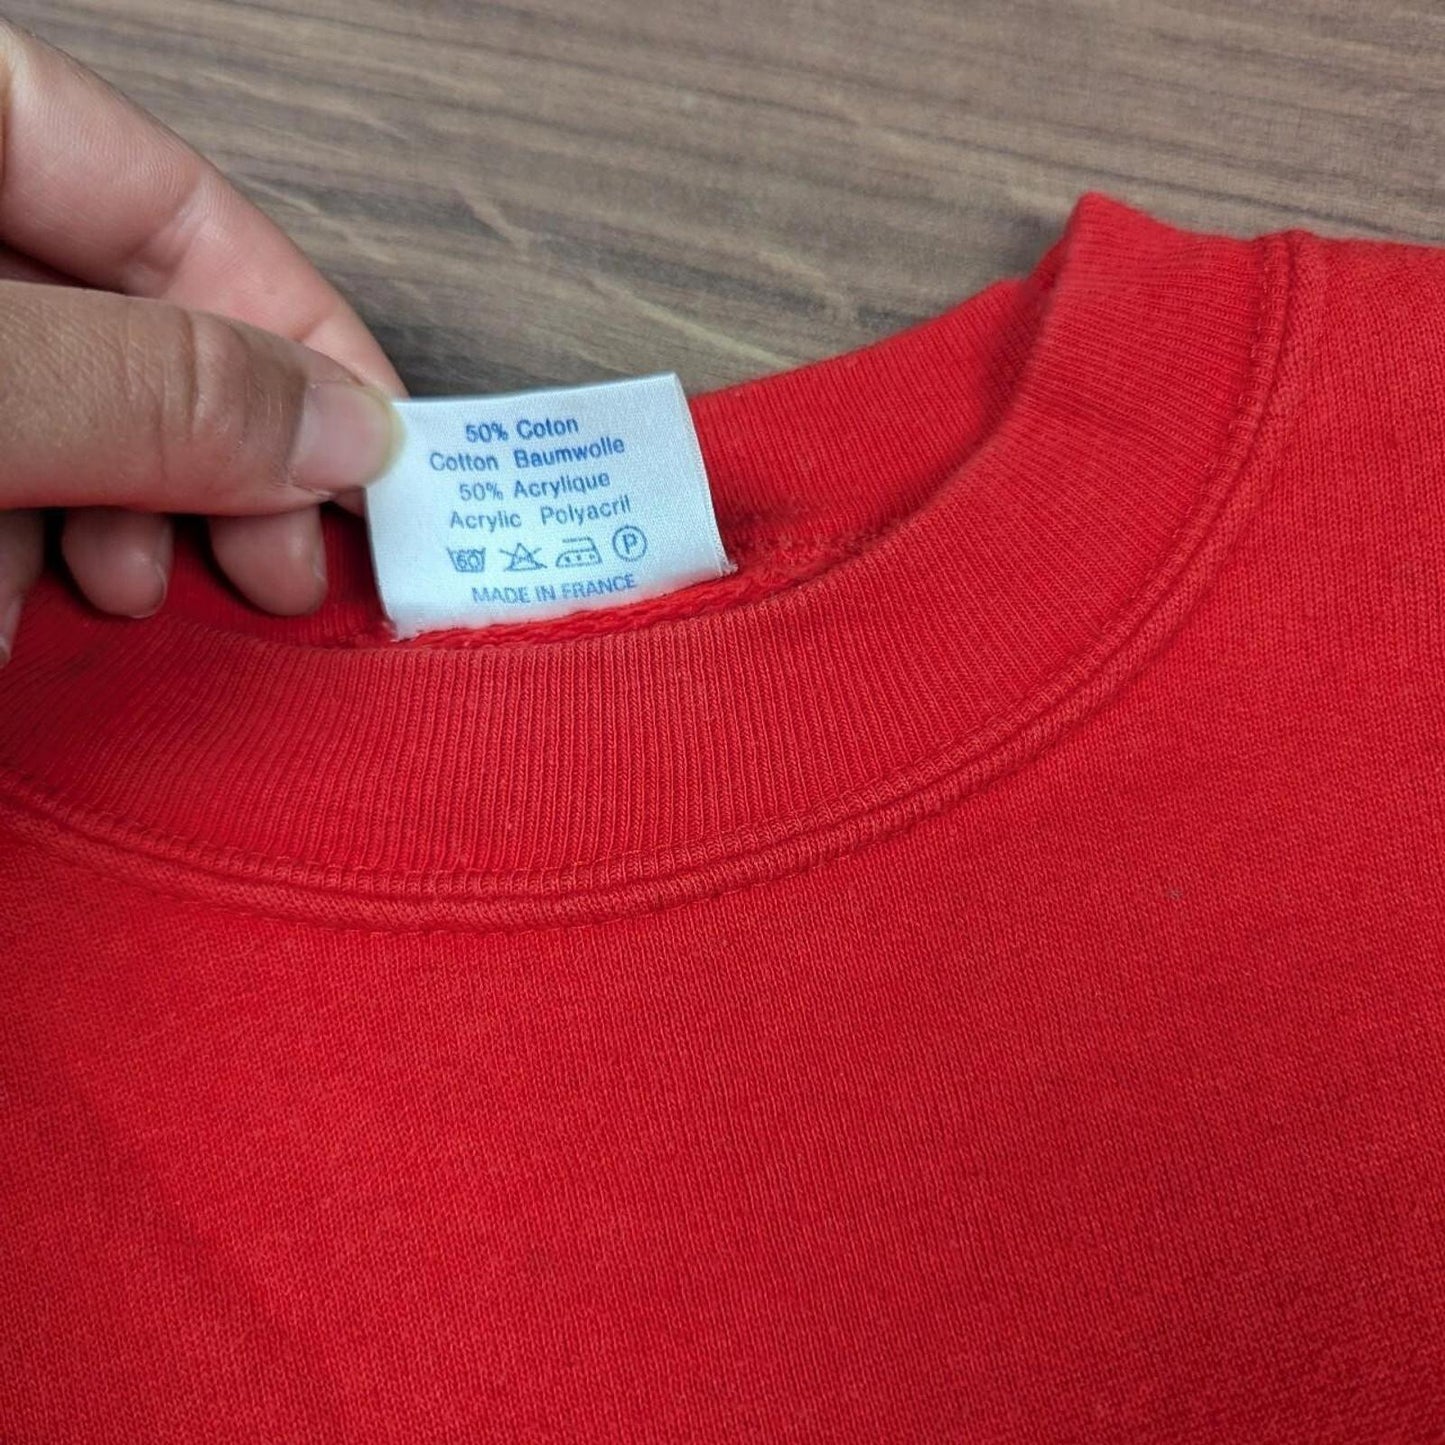 50% Coton
Cotton Baumwolle
50% Acrylique
Acrylic Polyacril
60 P
MADE IN FRANCE